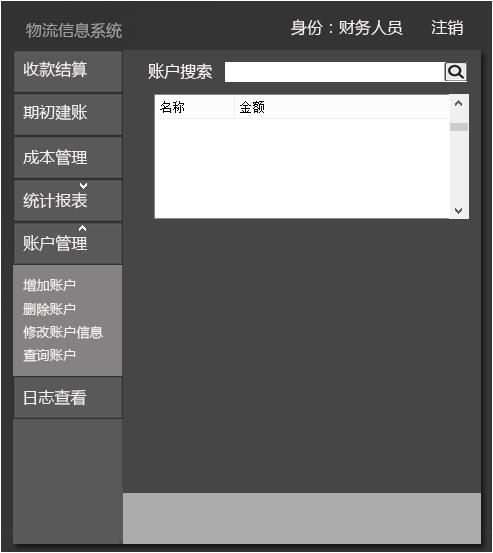 物流信息系统
身份：财务人员 注销
收款结算
期初建账
成本管理
统计报表
账户管理
增加账户
删除账户
修改账户信息
查询账户
日志查看
账户搜索
名称 金额